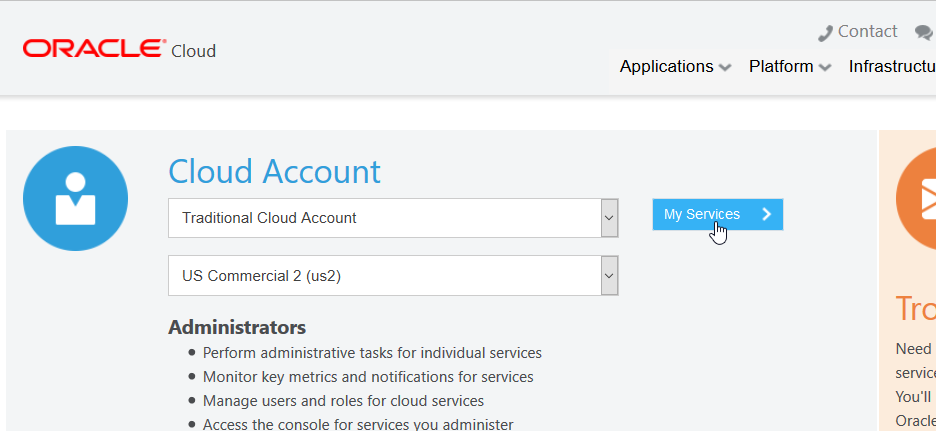 Contact
ORACLE® Cloud
Applications Platform Infrastructu
Cloud Account
Traditional Cloud Account
My Services
US Commercial 2 (us2)
Administrators
Perform administrative tasks for individual services
Monitor key metrics and notifications for services
Manage users and roles for cloud services
Access the console for services you administer
Tro
Need
service
You'll
Oracle